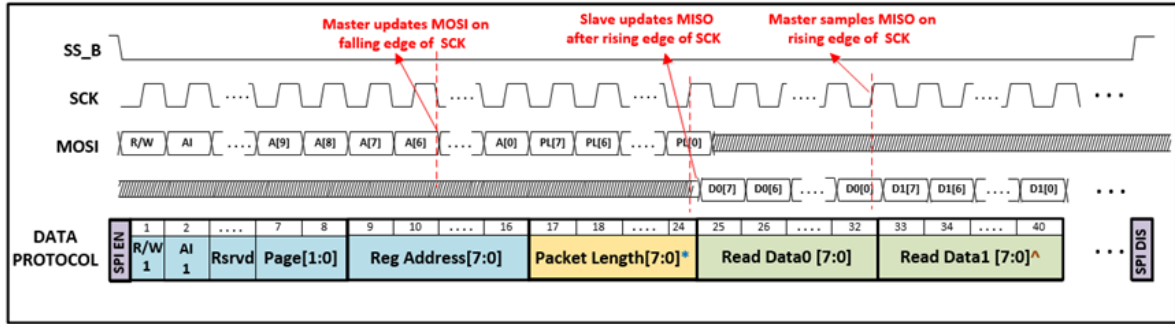 Master updates MOSI on
falling edge of SCK
Slave updates MISO
after rising edge of SCK
Master samples MISO on
rising edge of SCK
SS_B
SCK
.... .... .... .... ....
MOSI
R/W AI .... A[9] A[8] A[7] A[6] .... A[0] PL[7] PL[6] .... PL[0]
D0[7] D0[6] .... D0[0] D1[7] D1[6] .... D1[0] ...
DATA
PROTOCOL
SPI EN
1 2 .... 7 8 9 10 .... 16 17 18 .... 24 25 26 .... 32 33 34 .... 40
R/W
1
AI
1
Rsrvd
Page[1:0]
Reg Address[7:0]
Packet Length[7:0]*
Read Data0 [7:0]
Read Data1 [7:0]^
...
SPI DIS